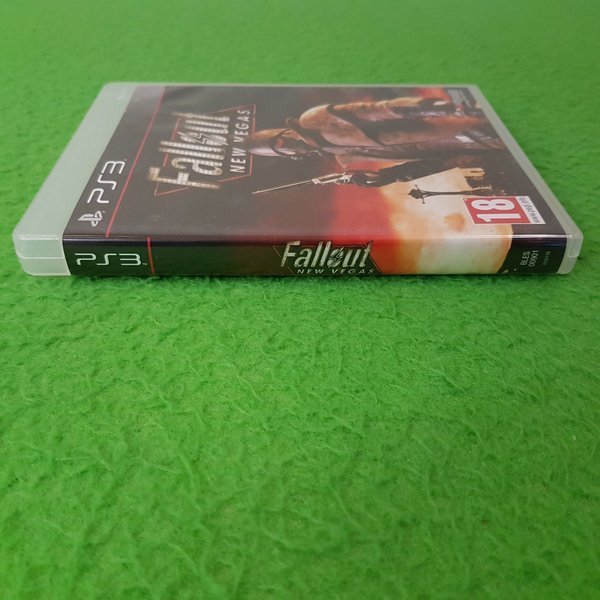 PS3
Fallout
NEW VEGAS
18
PS3
Fallout
NEW VEGAS
BLES
00901